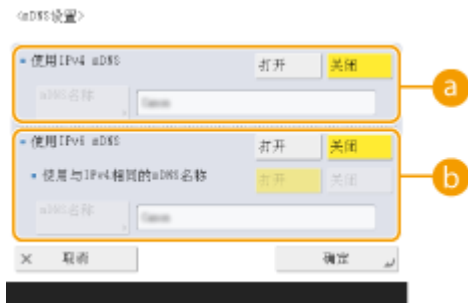 <mDNS设置>
▪ 使用IPv4 mDNS 打开 关闭
mDNS名称 Canon
a
▪ 使用IPv6 mDNS 打开 关闭
▪ 使用与IPv4相同的mDNS名称 打开 关闭
mDNS名称 Canon
b
× 取消 确定